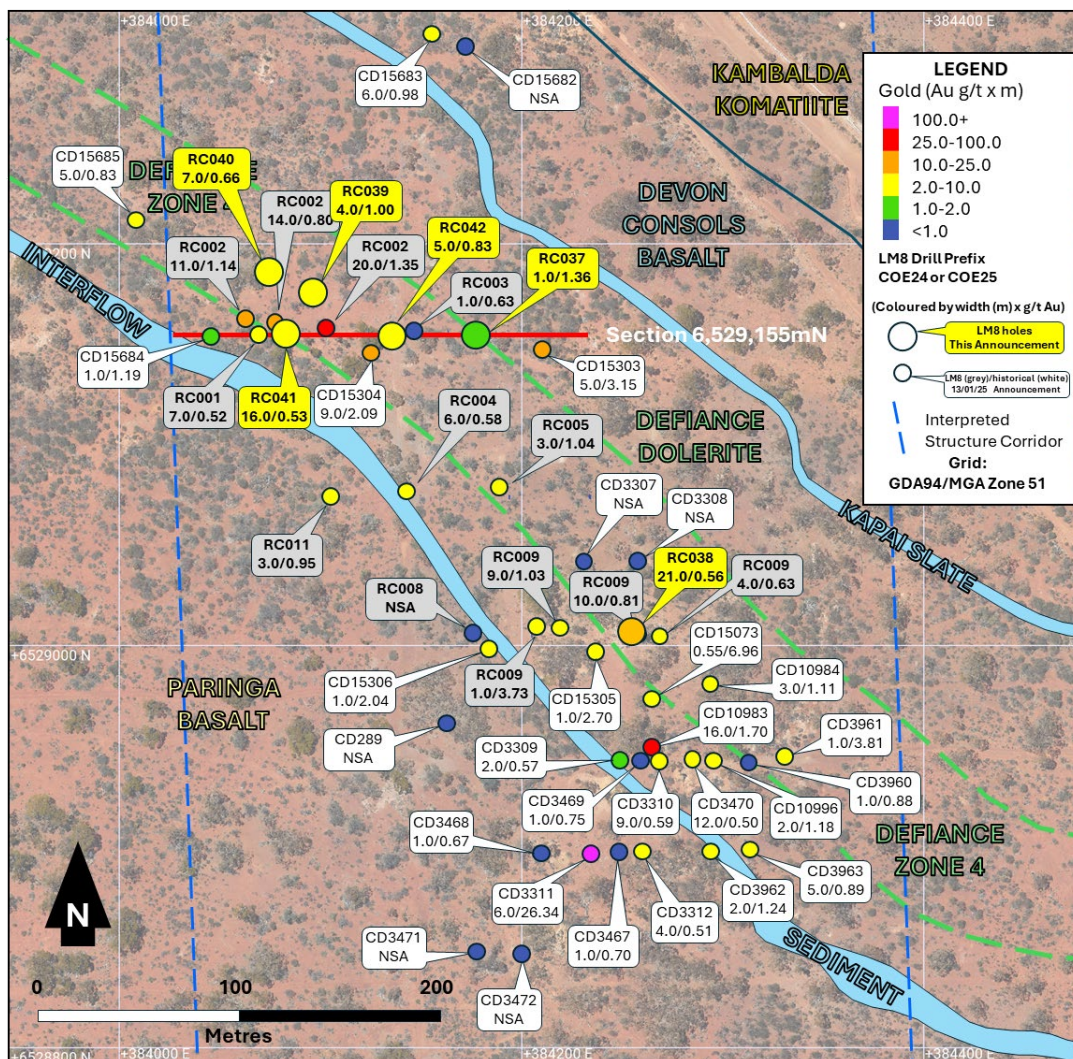 +384000 E
+384200 E
+384400 E
CD15683
6.0/0.98
CD15682
NSA
KAMBALDA
KOMATIITE
LEGEND
Gold (Au g/t x m)
100.0+
25.0-100.0
10.0-25.0
2.0-10.0
1.0-2.0
<1.0
LM8 Drill Prefix
COE24 or COE25
(Coloured by width (m) x g/t Au)
LM8 holes
This Announcement
LM8 (grey)/historical (white)
13/01/25 Announcement
Interpreted
Structure Corridor
Grid:
GDA94/MGA Zone 51
CD15685
5.0/0.83
ZONE
RC040
7.0/0.66
RC002
14.0/0.80
RC039
4.0/1.00
DEVON
CONSOLS
BASALT
RC002
11.0/1.14
RC002
20.0/1.35
RC042
5.0/0.83
RC003
1.0/0.63
RC037
1.0/1.36
INTERFLOW
Section 6,529,155mN
CD15684
1.0/1.19
RC001
7.0/0.52
RC041
16.0/0.53
CD15304
9.0/2.09
CD15303
5.0/3.15
RC004
6.0/0.58
RC005
3.0/1.04
DEFIANCE
DOLERITE
CD3307
NSA
CD3308
NSA
KAPAI SLATE
RC011
3.0/0.95
RC009
9.0/1.03
RC009
10.0/0.81
RC038
21.0/0.56
RC009
4.0/0.63
RC008
NSA
+6529000 N
CD15306
1.0/2.04
RC009
1.0/3.73
CD15305
1.0/2.70
CD15073
0.55/6.96
CD10984
3.0/1.11
PARINGA
BASALT
CD289
NSA
CD3309
2.0/0.57
CD10983
16.0/1.70
CD3961
1.0/3.81
CD3469
1.0/0.75
CD3310
9.0/0.59
CD3470
12.0/0.50
CD10996
2.0/1.18
CD3960
1.0/0.88
CD3468
1.0/0.67
DEFIANCE
ZONE 4
CD3311
6.0/26.34
CD3467
1.0/0.70
CD3312
4.0/0.51
CD3962
2.0/1.24
CD3963
5.0/0.89
N
CD3471
NSA
CD3472
NSA
SEDIMENT
0
100
200
Metres
+6528800 N
+384000 E
+384200 E
+384400 E